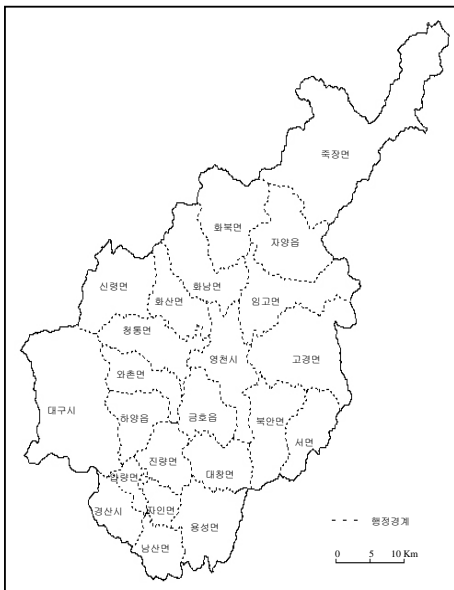 죽장면
화북면
자양읍
신령면
화산면
화남면
임고면
청통면
영천시
고경면
와촌면
대구시
하양읍
금호읍
북안면
서면
진량면
대창면
압량면
경산시
자인면
용성면
남산면
행정경계
0 5 10 Km